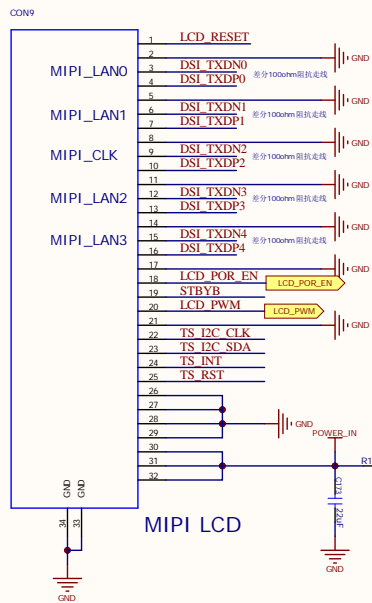 CON9
1 LCD_RESET
2 GND
MIPI_LAN0
3 DSI_TXDN0 差分100ohm阻抗走线
4 DSI_TXDP0
5 GND
MIPI_LAN1
6 DSI_TXDN1 差分100ohm阻抗走线
7 DSI_TXDP1
8 GND
MIPI_CLK
9 DSI_TXDN2 差分100ohm阻抗走线
10 DSI_TXDP2
11 GND
MIPI_LAN2
12 DSI_TXDN3 差分100ohm阻抗走线
13 DSI_TXDP3
14 GND
MIPI_LAN3
15 DSI_TXDN4 差分100ohm阻抗走线
16 DSI_TXDP4
17 GND
18 LCD_POR_EN LCD_POR_EN
19 STBYB
20 LCD_PWM LCD_PWM
21 GND
22 TS_I2C_CLK
23 TS_I2C_SDA
24 TS_INT
25 TS_RST
26
27
28 GND
29
POWER_IN
30
31 R1
32
C173
22uF
GND GND
34 33
MIPI LCD
GND
GND